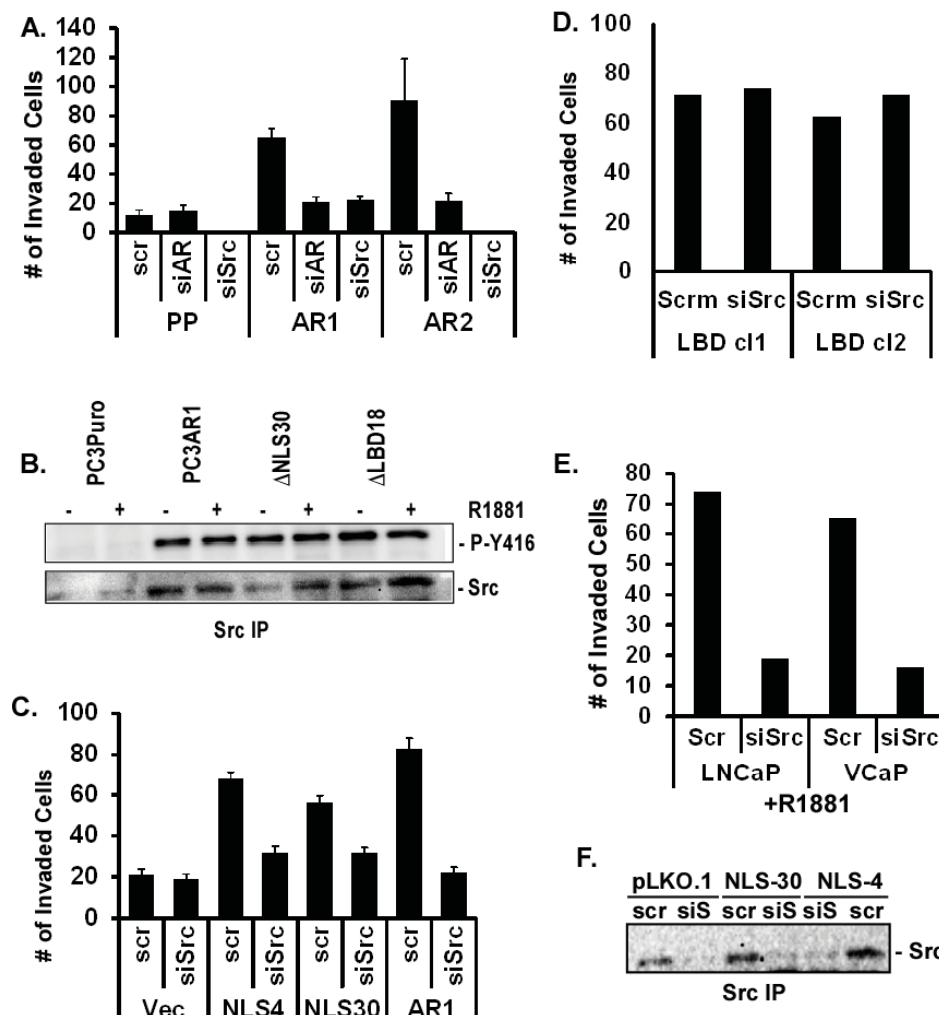 A.
# of Invaded Cells
140
120
100
80
60
40
20
0
scr
siAR
siSrc
scr
siAR
siSrc
scr
siAR
siSrc
PP
AR1
AR2
B.
PC3Puro
PC3AR1
ΔNLS30
ΔLBD18
- + - + - + - + R1881
- P-Y416
- Src
Src IP
C.
# of Invaded Cells
100
80
60
40
20
0
scr
siSrc
scr
siSrc
scr
siSrc
scr
siSrc
Vec
NLS4
NLS30
AR1
D.
# of Invaded Cells
100
80
60
40
20
0
Scrm siSrc Scrm siSrc
LBD cl1 LBD cl2
E.
# of Invaded Cells
80
70
60
50
40
30
20
10
0
Scr siSrc Scr siSrc
LNCaP VCaP
+R1881
F.
pLKO.1 NLS-30 NLS-4
scr siS scr siS siS scr
- Src
Src IP